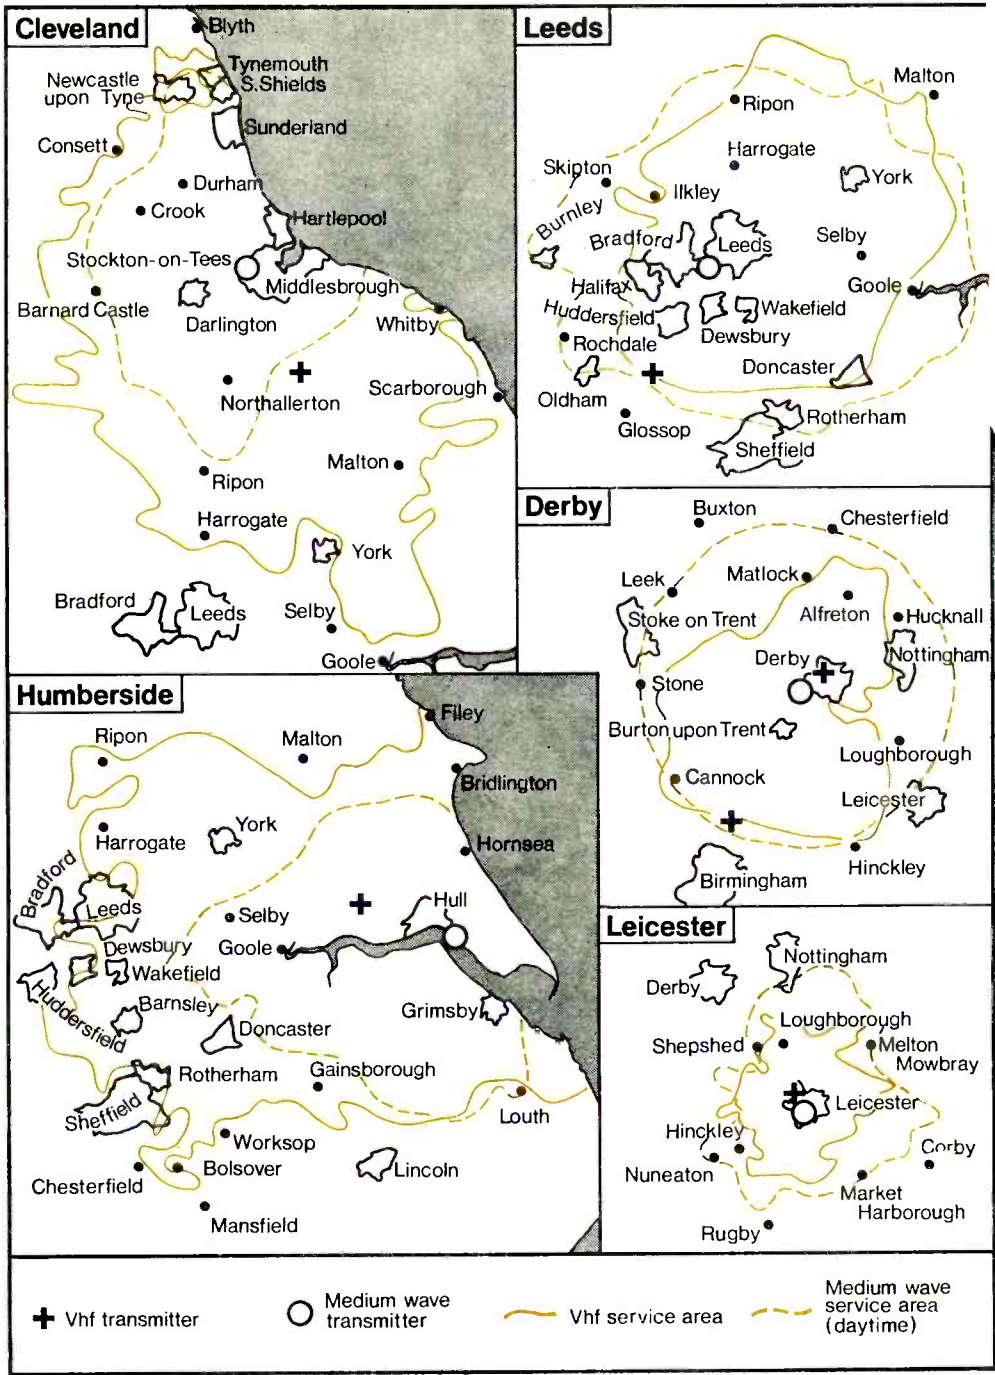 Cleveland
Blyth
Tynemouth
S.Shields
Newcastle
upon Type
Sunderland
Consett
Durham
Crook
Hartlepool
Stockton-on-Tees
Middlesbrough
Barnard Castle
Darlington
Whitby
Northallerton
Scarborough
Malton
Ripon
Harrogate
York
Bradford
Leeds
Selby
Goole
Leeds
Malton
Ripon
Harrogate
Skipton
York
Ilkley
Burnley
Bradford
Leeds
Selby
Halifax
Goole
Huddersfield
Wakefield
Dewsbury
Rochdale
Doncaster
Oldham
Glossop
Rotherham
Sheffield
Derby
Buxton
Chesterfield
Leek
Matlock
Alfreton
Hucknall
Stoke on Trent
Derby
Nottingham
Stone
Burton upon Trent
Loughborough
Cannock
Leicester
Hinckley
Birmingham
Humberside
Filey
Ripon
Malton
Bridlington
York
Harrogate
Hornsea
Bradford
Leeds
Hull
Selby
Dewsbury
Goole
Wakefield
Huddersfield
Barnsley
Grimsby
Doncaster
Rotherham
Gainsborough
Sheffield
Louth
Worksop
Bolsover
Lincoln
Chesterfield
Mansfield
Leicester
Nottingham
Derby
Loughborough
Shepshed
Melton
Mowbray
Leicester
Hinckley
Corby
Nuneaton
Market
Harborough
Rugby
Vhf transmitter
Medium wave
transmitter
Vhf service area
Medium wave
service area
(daytime)